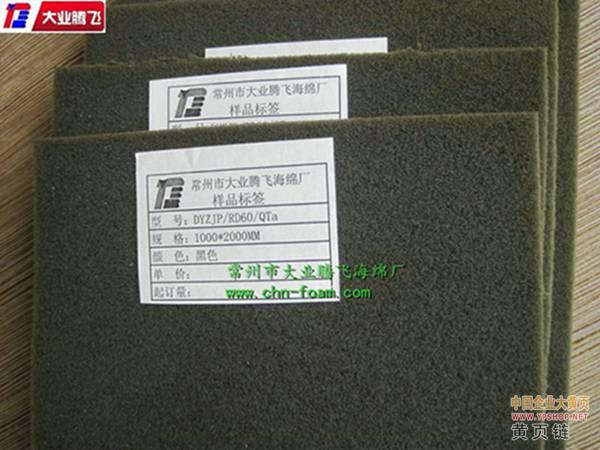 大业腾飞
常州市大业腾飞海绵厂
样品标签
常州市大业腾飞海绵厂
样品标签
型 号: DYZJP/RD60/QTa
规 格: 1000*2000MM
颜 色: 黑色
单 价:
起订量:
常州市大业腾飞海绵厂
www.chn-foam.com
中国企业大黄页
WWW.YPSHOP.NET
黄页链